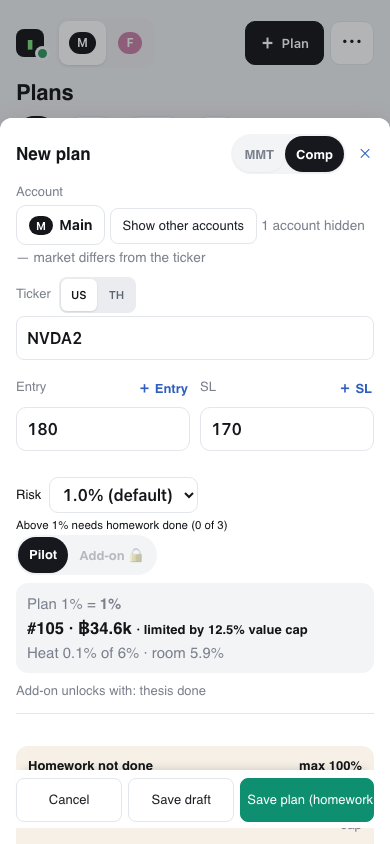 M
F
+ Plan
...
Plans
New plan
MMT
Comp
×
Account
M Main
Show other accounts
1 account hidden
— market differs from the ticker
Ticker
US
TH
NVDA2
Entry
+ Entry
SL
+ SL
180
170
Risk
1.0% (default)
Above 1% needs homework done (0 of 3)
Pilot
Add-on 🔒
Plan 1% = 1%
#105 · ฿34.6k · limited by 12.5% value cap
Heat 0.1% of 6% · room 5.9%
Add-on unlocks with: thesis done
Homework not done
max 100%
Cancel
Save draft
Save plan (homework